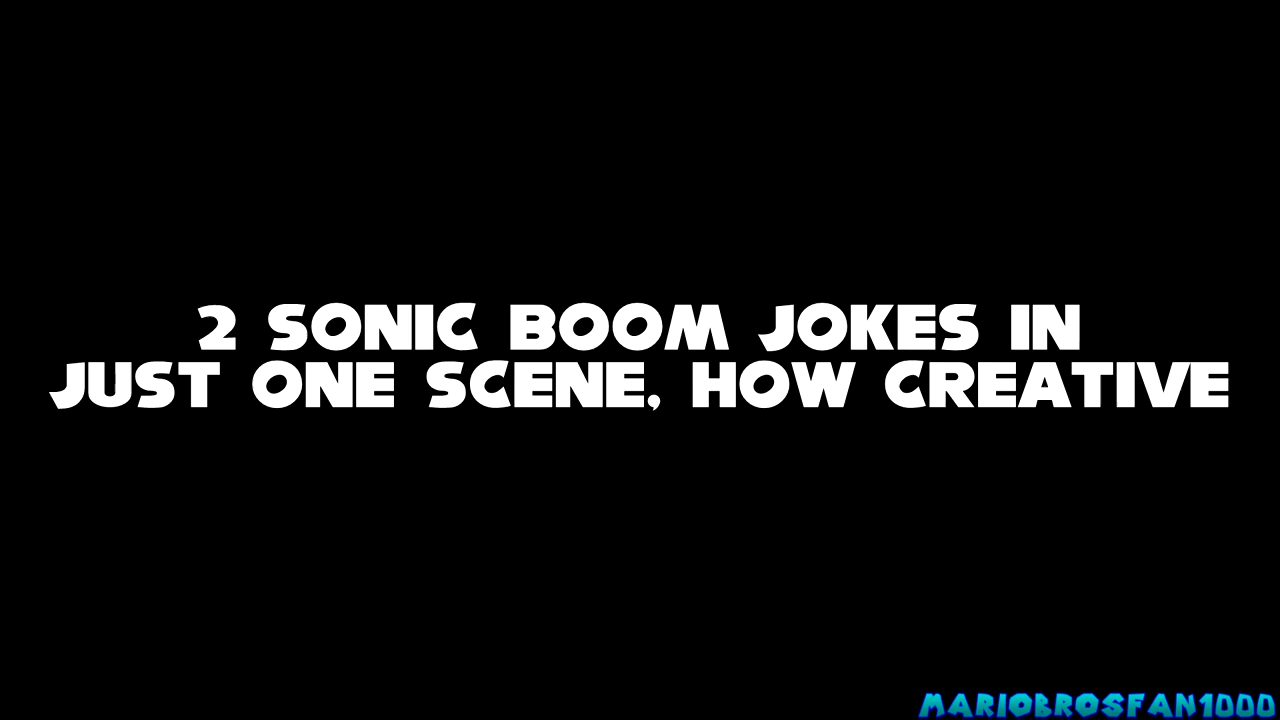 2 SONIC BOOM JOKES IN
JUST ONE SCENE, HOW CREATIVE
MARIOBROSFAN1000